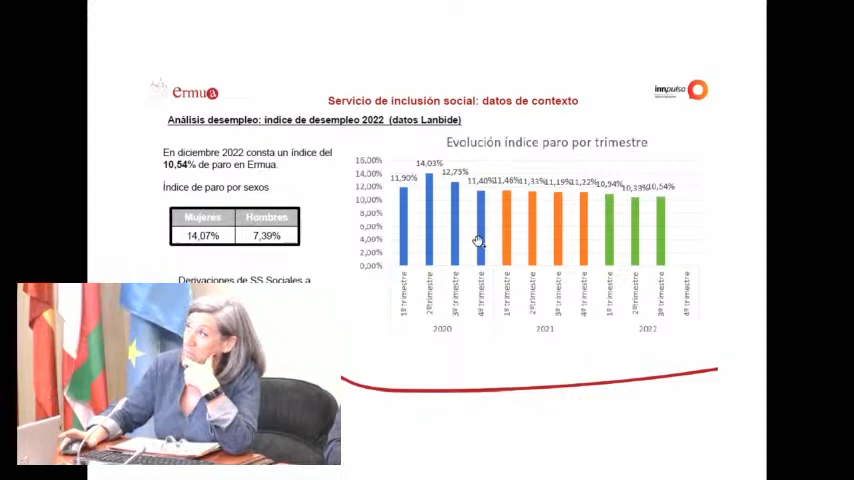 ermua
innpulso
Servicio de inclusión social: datos de contexto
Análisis desempleo: índice de desempleo 2022 (datos Lanbide)
En diciembre 2022 consta un índice del
10,54% de paro en Ermua.
Índice de paro por sexos
Mujeres Hombres
14,07% 7,39%
Derivaciones de SS Sociales a
Evolución índice paro por trimestre
16,00%
14,00%
12,00%
10,00%
8,00%
6,00%
4,00%
2,00%
0,00%
11,90% 14,03% 12,73% 11,40% 11,46% 11,33% 11,19% 11,22% 10,94% 10,33% 10,54%
1º trimestre 2º trimestre 3º trimestre 4º trimestre 1º trimestre 2º trimestre 3º trimestre 4º trimestre 1º trimestre 2º trimestre 3º trimestre 4º trimestre
2020 2021 2022